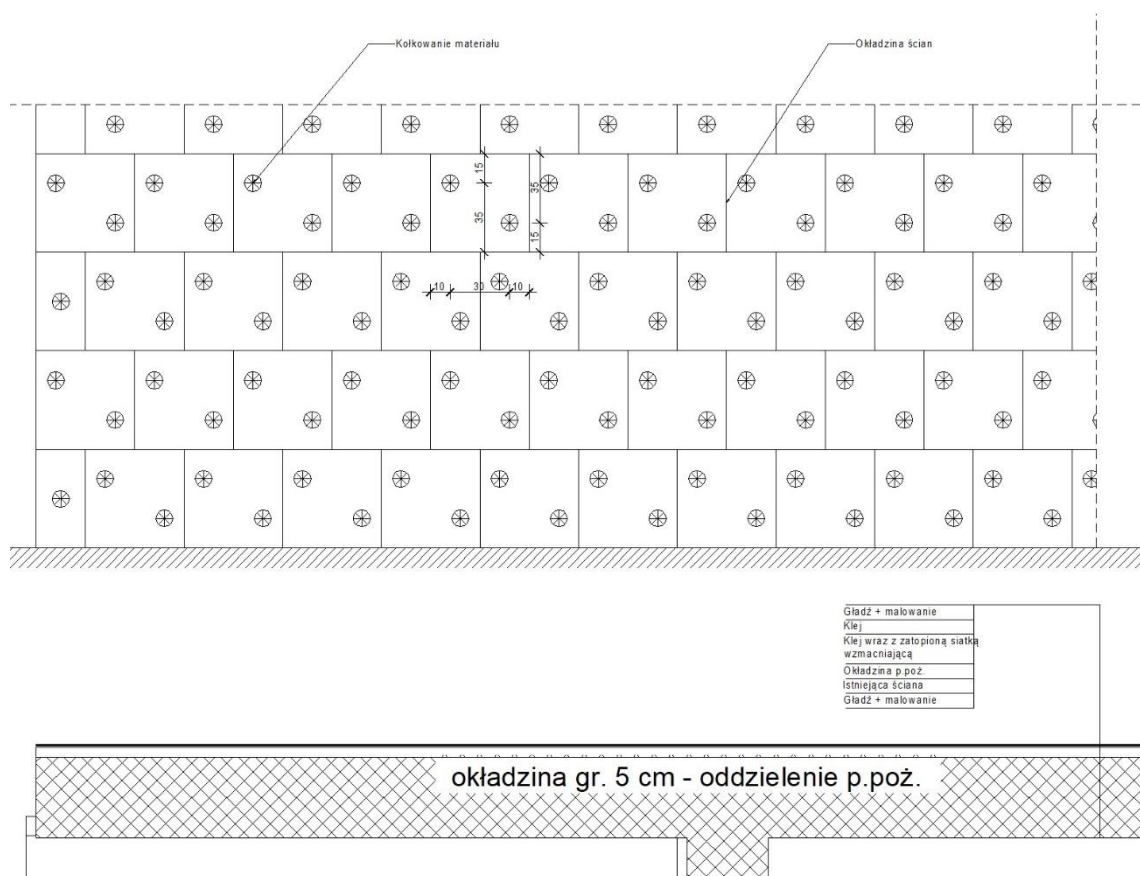 Kołkowanie materiału
Okładzina ścian
15
35
35
15
10
30
10
Gładź + malowanie
Klej
Klej wraz z zatopioną siatką
wzmacniającą
Okładzina p.poż.
Istniejąca ściana
Gładź + malowanie
okładzina gr. 5 cm - oddzielenie p.poż.